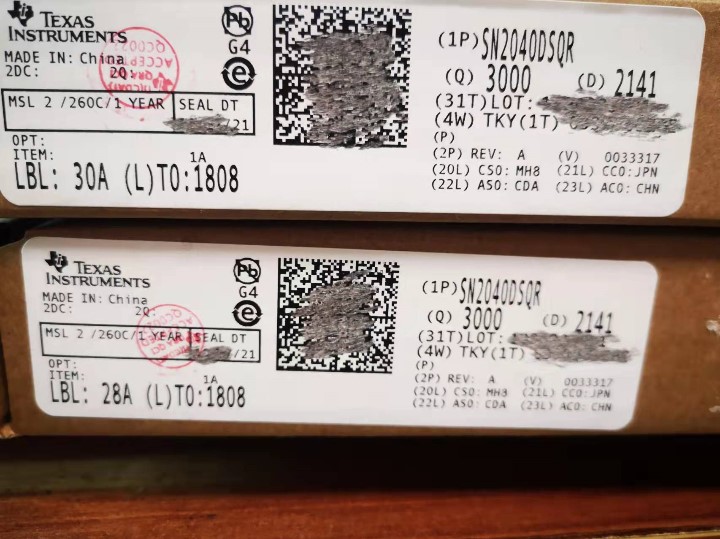 TEXAS
INSTRUMENTS
MADE IN: China
2DC: 2Q:
MSL 2 /260C/1 YEAR
SEAL DT
/21
OPT:
ITEM:
1A
LBL: 30A (L)TO:1808
Pb
G4
e
(1P)SN2040DSQR
(Q) 3000 (D) 2141
(31T)LOT:
(4W) TKY(1T)
(P)
(2P) REV: A (V) 0033317
(20L) CSO: MH8 (21L) CCO:JPN
(22L) ASO: CDA (23L) ACO: CHN
TEXAS
INSTRUMENTS
MADE IN: China
2DC: 2Q:
MSL 2 /260C/1 YEAR
SEAL DT
/21
OPT:
ITEM:
1A
LBL: 28A (L)TO:1808
Pb
G4
e
(1P)SN2040DSQR
(Q) 3000 (D) 2141
(31T)LOT:
(4W) TKY(1T)
(P)
(2P) REV: A (V) 0033317
(20L) CSO: MH8 (21L) CCO:JPN
(22L) ASO: CDA (23L) ACO: CHN